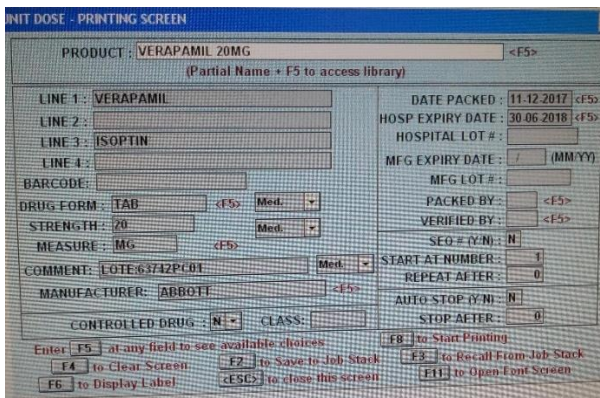 UNIT DOSE - PRINTING SCREEN
PRODUCT : VERAPAMIL 20MG <F5>
(Partial Name + F5 to access library)
LINE 1 : VERAPAMIL
LINE 2 :
LINE 3 : ISOPTIN
LINE 4 :
BARCODE:
DRUG FORM : TAB <F5> Med.
STRENGTH : 20 Med.
MEASURE : MG <F5>
COMMENT: LOTE:63742PC01 Med.
MANUFACTURER: ABBOTT <F5>
CONTROLLED DRUG : N CLASS:
DATE PACKED : 11-12-2017 <F5>
HOSP EXPIRY DATE : 30-06-2018 <F5>
HOSPITAL LOT # :
MFG EXPIRY DATE : / (MM/YY)
MFG LOT # :
PACKED BY : <F5>
VERIFIED BY : <F5>
SEQ # (Y/N) : N
START AT NUMBER : 1
REPEAT AFTER : 0
AUTO STOP (Y/N) : N
STOP AFTER : 0
Enter F5 at any field to see available choices
F8 to Start Printing
F4 to Clear Screen
F2 to Save to Job Stack
F3 to Recall From Job Stack
F6 to Display Label
<ESC> to close this screen
F11 to Open Font Screen